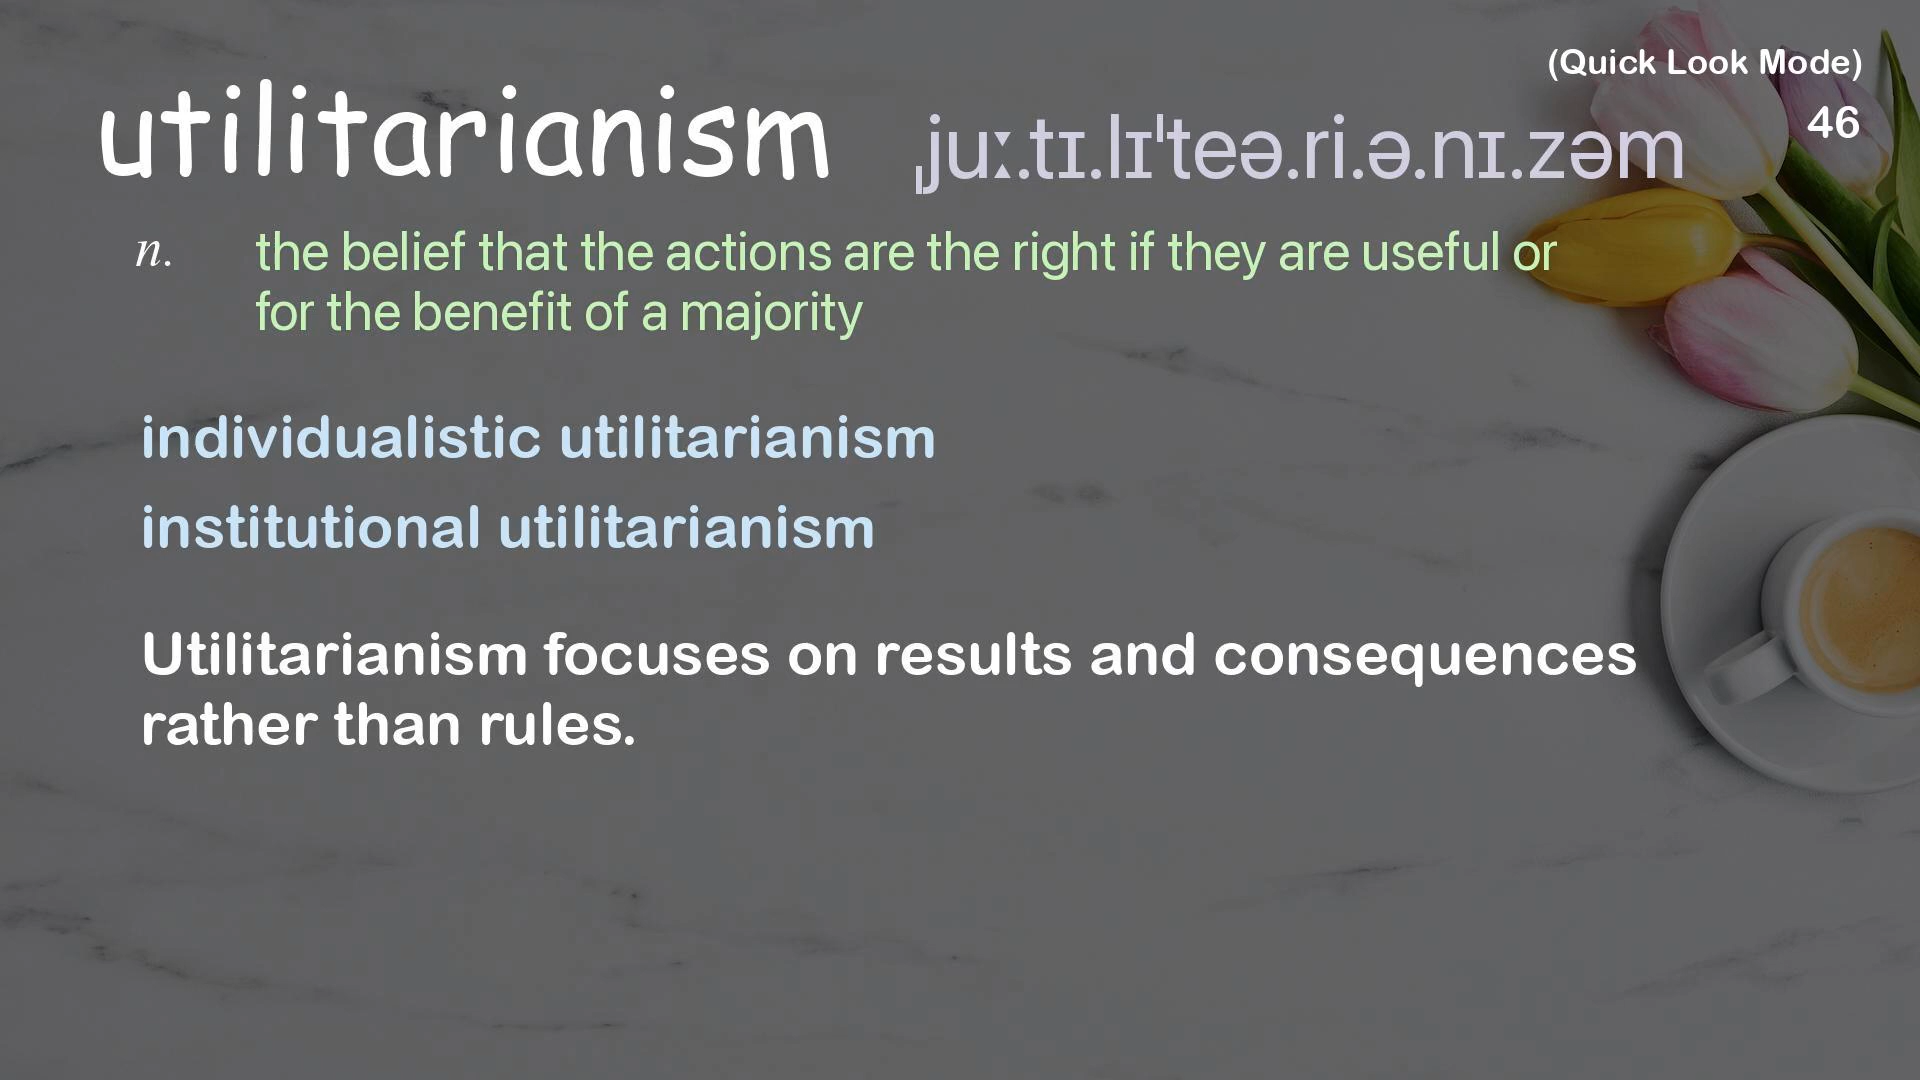 (Quick Look Mode)
46
utilitarianism ˌjuː.tɪ.lɪˈteə.ri.ə.nɪ.zəm
n. the belief that the actions are the right if they are useful or
for the benefit of a majority
individualistic utilitarianism
institutional utilitarianism
Utilitarianism focuses on results and consequences
rather than rules.